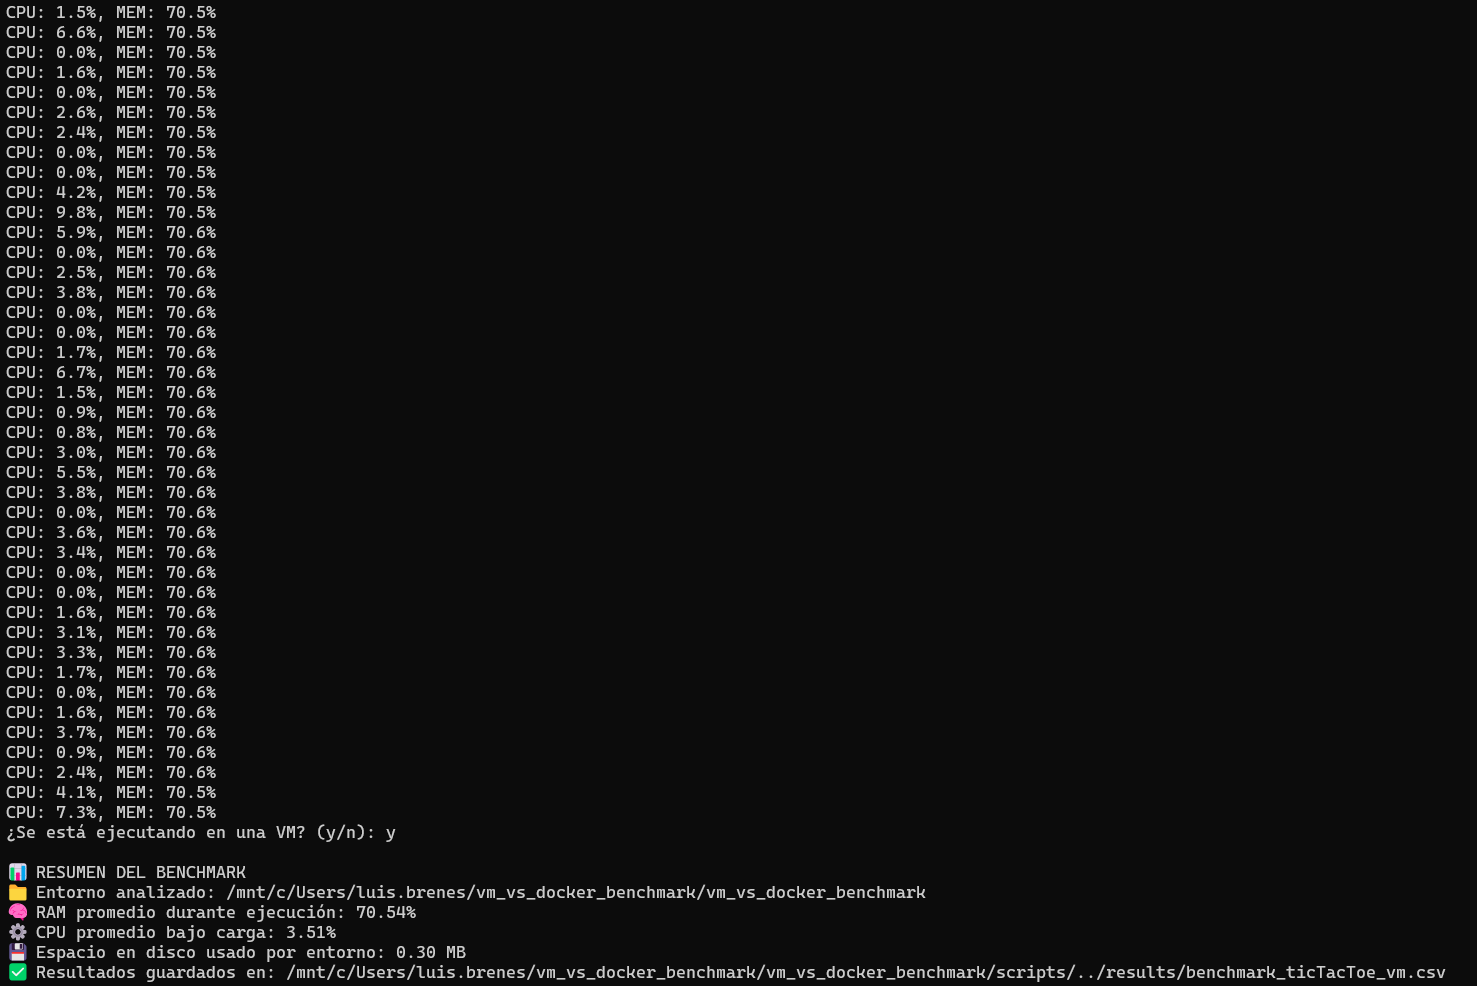 CPU: 1.5%, MEM: 70.5%
CPU: 6.6%, MEM: 70.5%
CPU: 0.0%, MEM: 70.5%
CPU: 1.6%, MEM: 70.5%
CPU: 0.0%, MEM: 70.5%
CPU: 2.6%, MEM: 70.5%
CPU: 2.4%, MEM: 70.5%
CPU: 0.0%, MEM: 70.5%
CPU: 0.0%, MEM: 70.5%
CPU: 4.2%, MEM: 70.5%
CPU: 9.8%, MEM: 70.5%
CPU: 5.9%, MEM: 70.6%
CPU: 0.0%, MEM: 70.6%
CPU: 2.5%, MEM: 70.6%
CPU: 3.8%, MEM: 70.6%
CPU: 0.0%, MEM: 70.6%
CPU: 0.0%, MEM: 70.6%
CPU: 1.7%, MEM: 70.6%
CPU: 6.7%, MEM: 70.6%
CPU: 1.5%, MEM: 70.6%
CPU: 0.9%, MEM: 70.6%
CPU: 0.8%, MEM: 70.6%
CPU: 3.0%, MEM: 70.6%
CPU: 5.5%, MEM: 70.6%
CPU: 3.8%, MEM: 70.6%
CPU: 0.0%, MEM: 70.6%
CPU: 3.6%, MEM: 70.6%
CPU: 3.4%, MEM: 70.6%
CPU: 0.0%, MEM: 70.6%
CPU: 0.0%, MEM: 70.6%
CPU: 1.6%, MEM: 70.6%
CPU: 3.1%, MEM: 70.6%
CPU: 3.3%, MEM: 70.6%
CPU: 1.7%, MEM: 70.6%
CPU: 0.0%, MEM: 70.6%
CPU: 1.6%, MEM: 70.6%
CPU: 3.7%, MEM: 70.6%
CPU: 0.9%, MEM: 70.6%
CPU: 2.4%, MEM: 70.6%
CPU: 4.1%, MEM: 70.5%
CPU: 7.3%, MEM: 70.5%
¿Se está ejecutando en una VM? (y/n): y
📊 RESUMEN DEL BENCHMARK
📁 Entorno analizado: /mnt/c/Users/luis.brenes/vm_vs_docker_benchmark/vm_vs_docker_benchmark
🧠 RAM promedio durante ejecución: 70.54%
⚙️ CPU promedio bajo carga: 3.51%
💾 Espacio en disco usado por entorno: 0.30 MB
✅ Resultados guardados en: /mnt/c/Users/luis.brenes/vm_vs_docker_benchmark/vm_vs_docker_benchmark/scripts/../results/benchmark_ticTacToe_vm.csv